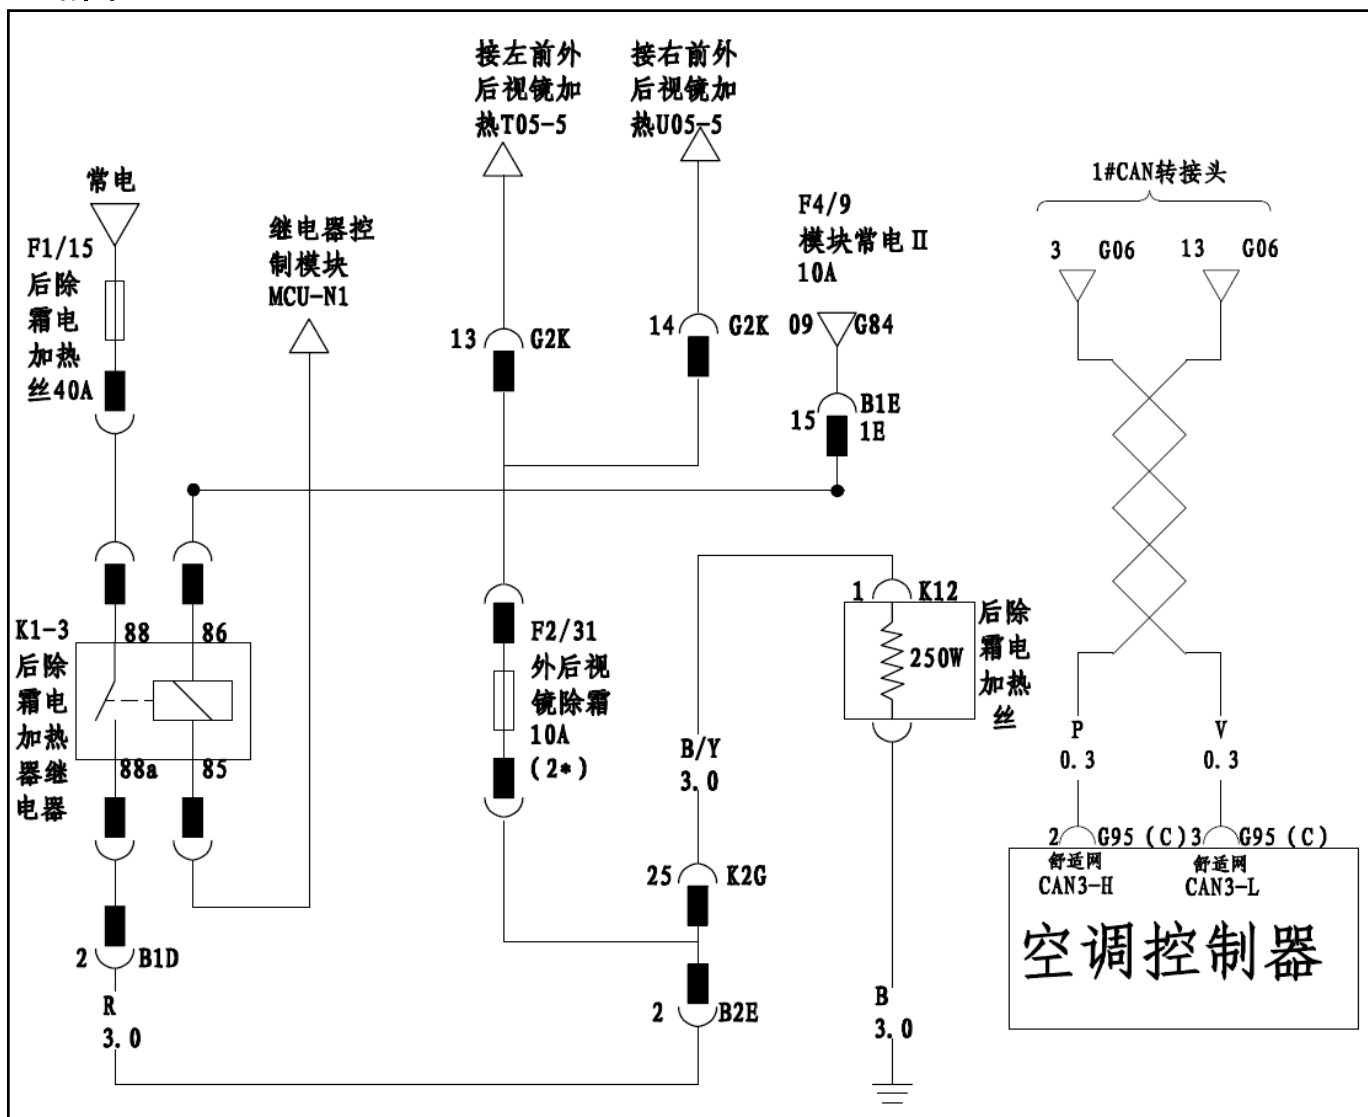 接左前外
后视镜加
热T05-5
接右前外
后视镜加
热U05-5
常电
F1/15
后除
霜电
加热
丝40A
继电器控
制模块
MCU-N1
F4/9
模块常电Ⅱ
10A
1#CAN转接头
3 G06
13 G06
13 G2K
14 G2K
09 G84
15 B1E
1E
K1-3
后除
霜电
加热
器继
电器
88 86
88a 85
F2/31
外后视
镜除霜
10A
(2*)
1 K12
250W
后除
霜电
加热
丝
B/Y
3.0
25 K2G
2 B1D
R
3.0
2 B2E
B
3.0
P
0.3
V
0.3
2 G95(C)
舒适网
CAN3-H
3 G95(C)
舒适网
CAN3-L
空调控制器